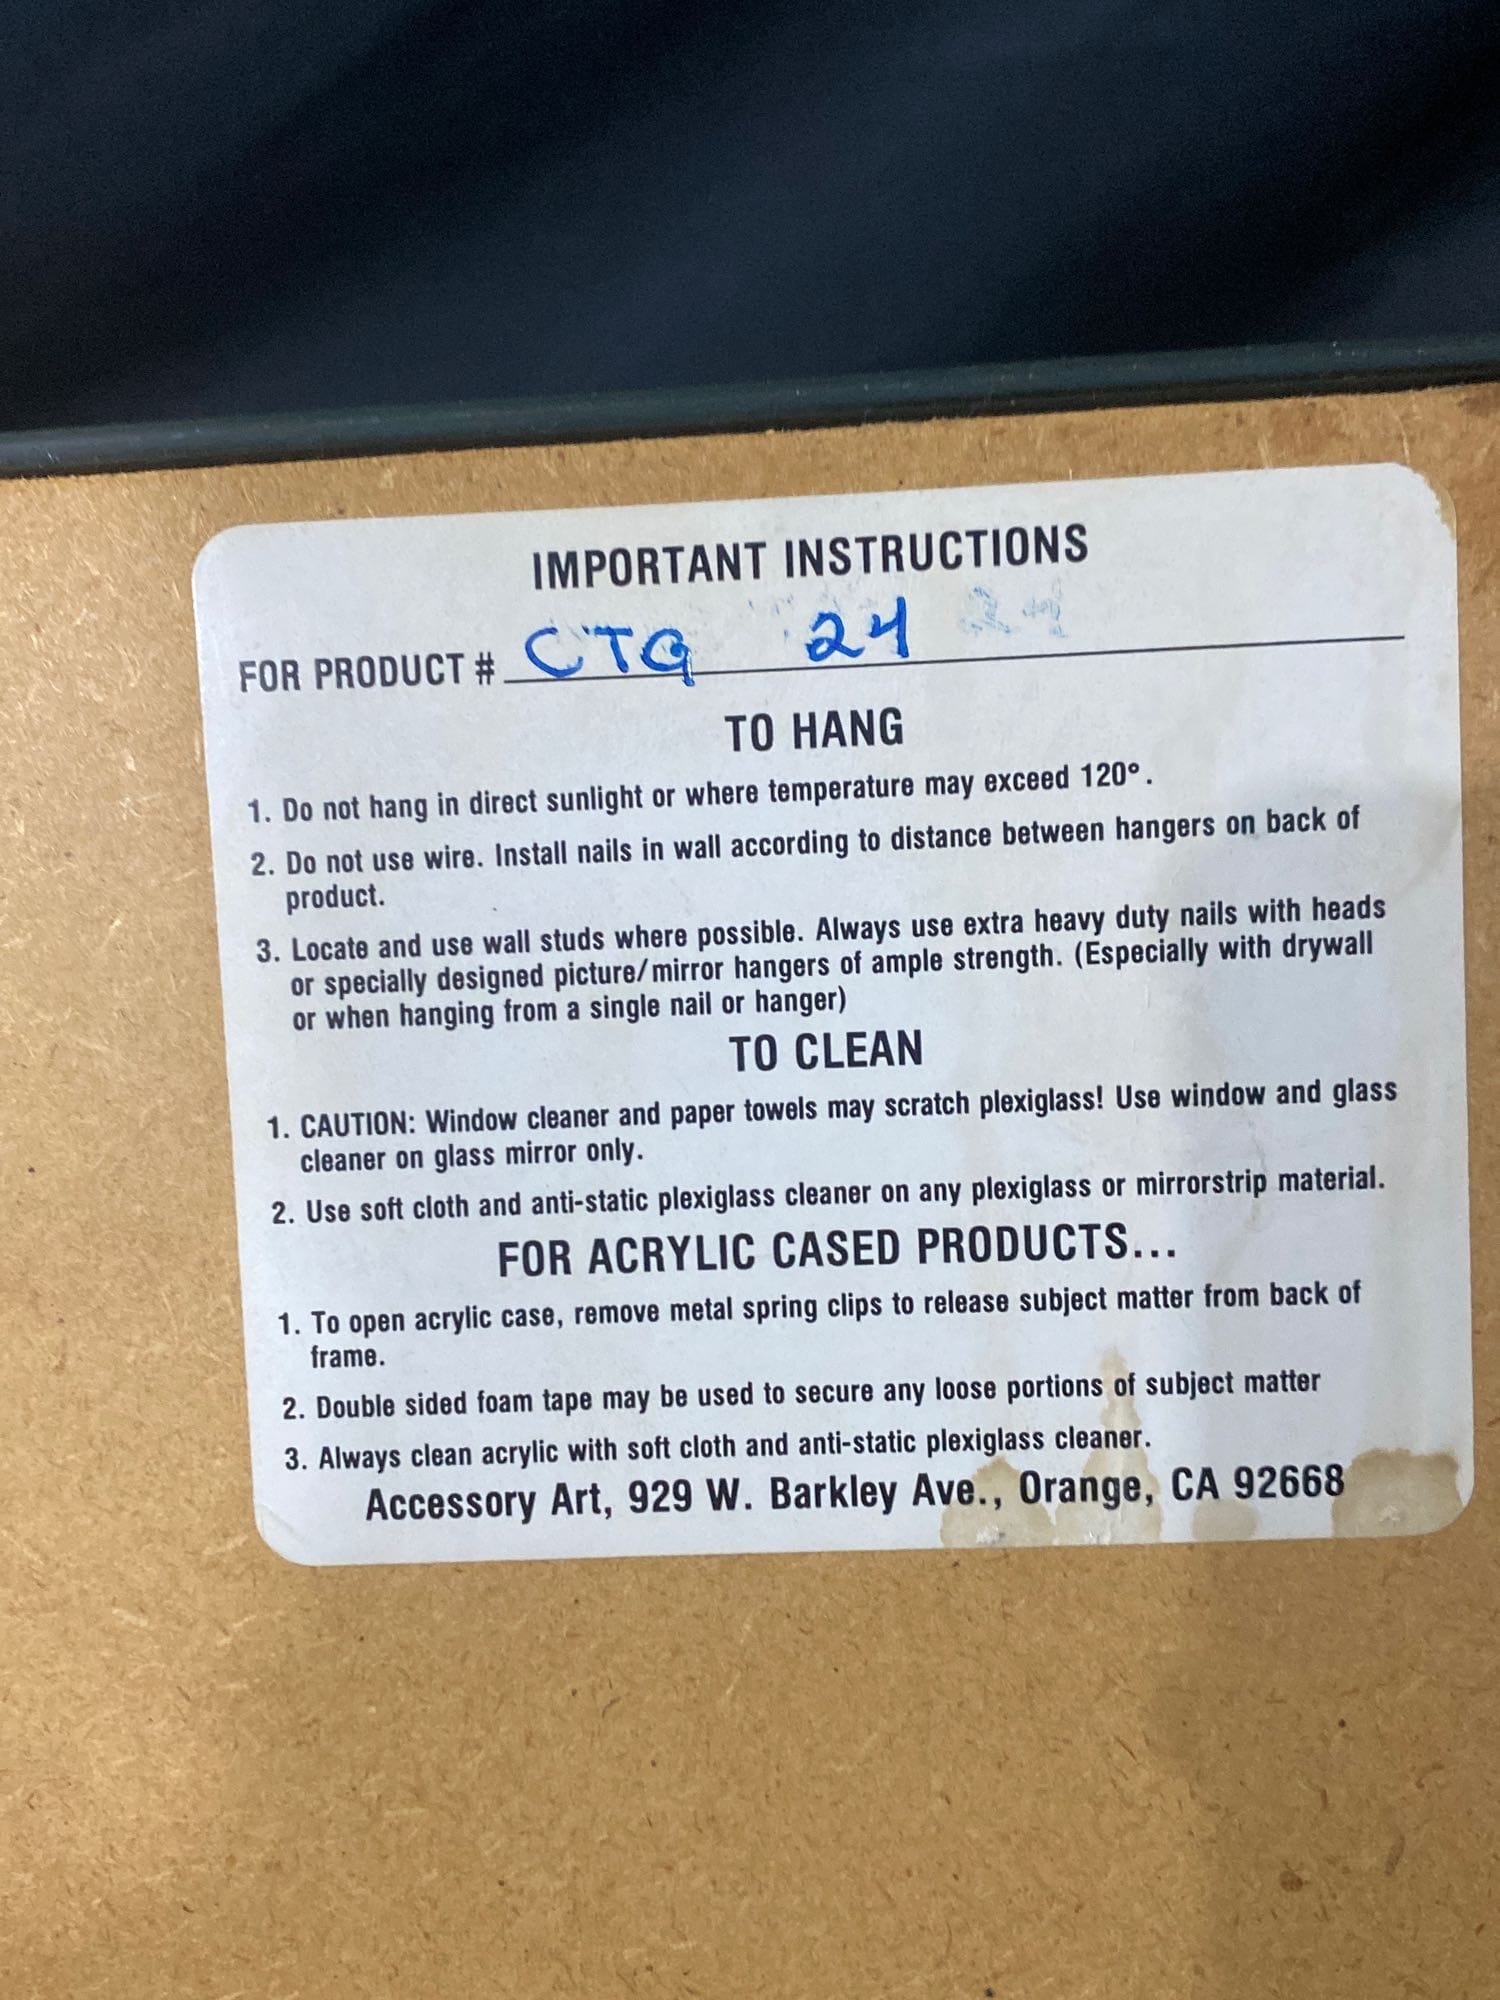 IMPORTANT INSTRUCTIONS
FOR PRODUCT # CTG 24
TO HANG
1. Do not hang in direct sunlight or where temperature may exceed 120°.
2. Do not use wire. Install nails in wall according to distance between hangers on back of
product.
3. Locate and use wall studs where possible. Always use extra heavy duty nails with heads
or specially designed picture/mirror hangers of ample strength. (Especially with drywall
or when hanging from a single nail or hanger)
TO CLEAN
1. CAUTION: Window cleaner and paper towels may scratch plexiglass! Use window and glass
cleaner on glass mirror only.
2. Use soft cloth and anti-static plexiglass cleaner on any plexiglass or mirrorstrip material.
FOR ACRYLIC CASED PRODUCTS...
1. To open acrylic case, remove metal spring clips to release subject matter from back of
frame.
2. Double sided foam tape may be used to secure any loose portions of subject matter
3. Always clean acrylic with soft cloth and anti-static plexiglass cleaner.
Accessory Art, 929 W. Barkley Ave., Orange, CA 92668